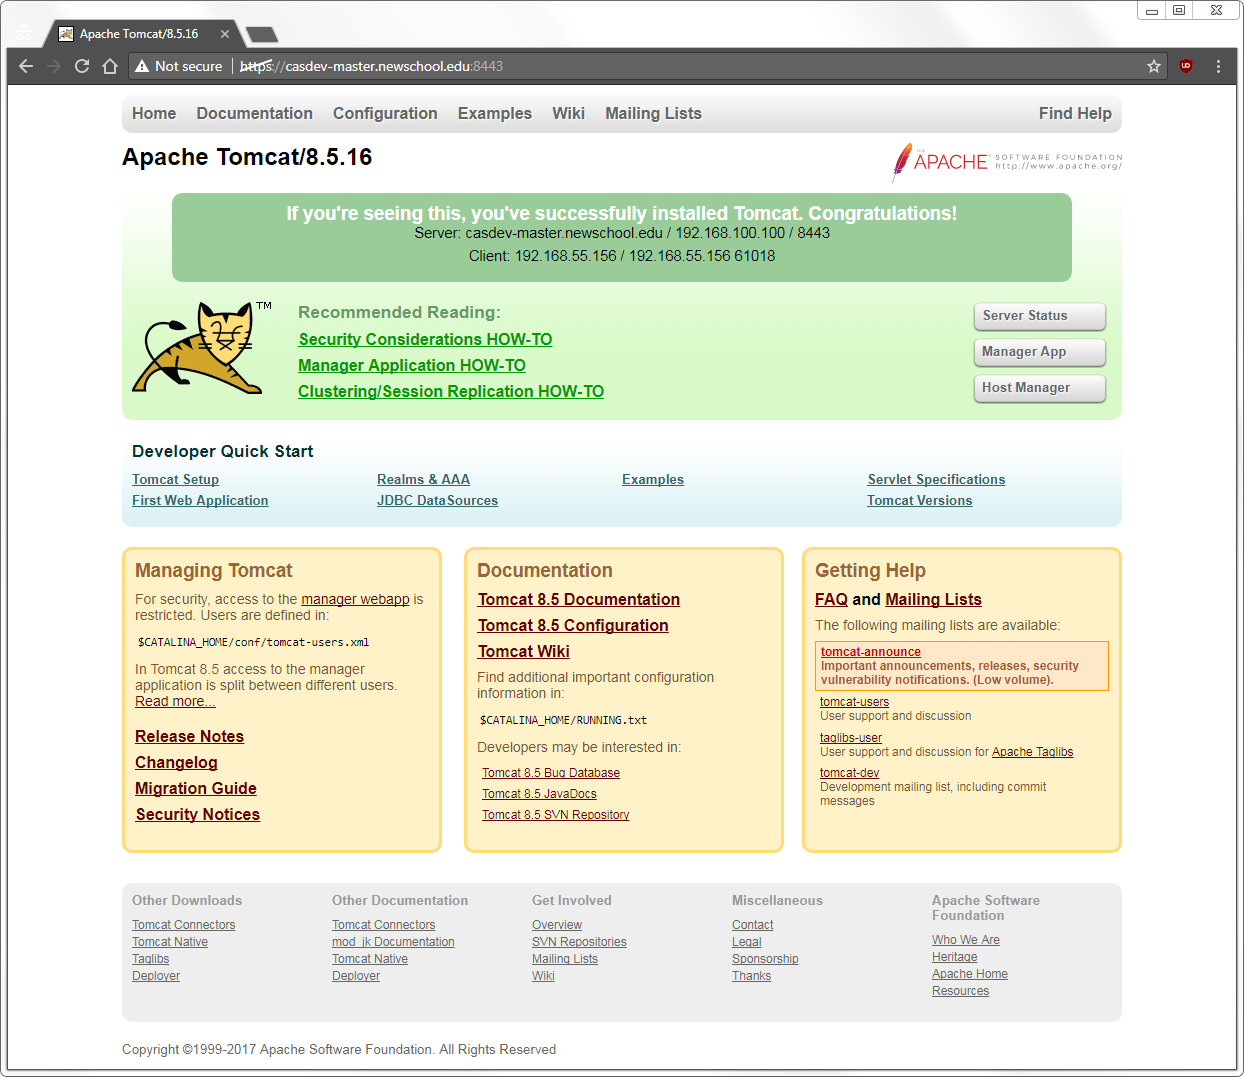 Apache Tomcat/8.5.16
Not secure | https://casdev-master.newschool.edu:8443
Home Documentation Configuration Examples Wiki Mailing Lists Find Help
Apache Tomcat/8.5.16
THE APACHE SOFTWARE FOUNDATION
http://www.apache.org/
If you're seeing this, you've successfully installed Tomcat. Congratulations!
Server: casdev-master.newschool.edu / 192.168.100.100 / 8443
Client: 192.168.55.156 / 192.168.55.156 61018
TM
Recommended Reading:
Security Considerations HOW-TO
Manager Application HOW-TO
Clustering/Session Replication HOW-TO
Server Status
Manager App
Host Manager
Developer Quick Start
Tomcat Setup
First Web Application
Realms & AAA
JDBC DataSources
Examples
Servlet Specifications
Tomcat Versions
Managing Tomcat
For security, access to the manager webapp is
restricted. Users are defined in:
$CATALINA_HOME/conf/tomcat-users.xml
In Tomcat 8.5 access to the manager
application is split between different users.
Read more...
Release Notes
Changelog
Migration Guide
Security Notices
Documentation
Tomcat 8.5 Documentation
Tomcat 8.5 Configuration
Tomcat Wiki
Find additional important configuration
information in:
$CATALINA_HOME/RUNNING.txt
Developers may be interested in:
Tomcat 8.5 Bug Database
Tomcat 8.5 JavaDocs
Tomcat 8.5 SVN Repository
Getting Help
FAQ and Mailing Lists
The following mailing lists are available:
tomcat-announce
Important announcements, releases, security
vulnerability notifications. (Low volume).
tomcat-users
User support and discussion
taglibs-user
User support and discussion for Apache Taglibs
tomcat-dev
Development mailing list, including commit
messages
Other Downloads
Tomcat Connectors
Tomcat Native
Taglibs
Deployer
Other Documentation
Tomcat Connectors
mod_jk Documentation
Tomcat Native
Deployer
Get Involved
Overview
SVN Repositories
Mailing Lists
Wiki
Miscellaneous
Contact
Legal
Sponsorship
Thanks
Apache Software
Foundation
Who We Are
Heritage
Apache Home
Resources
Copyright ©1999-2017 Apache Software Foundation. All Rights Reserved